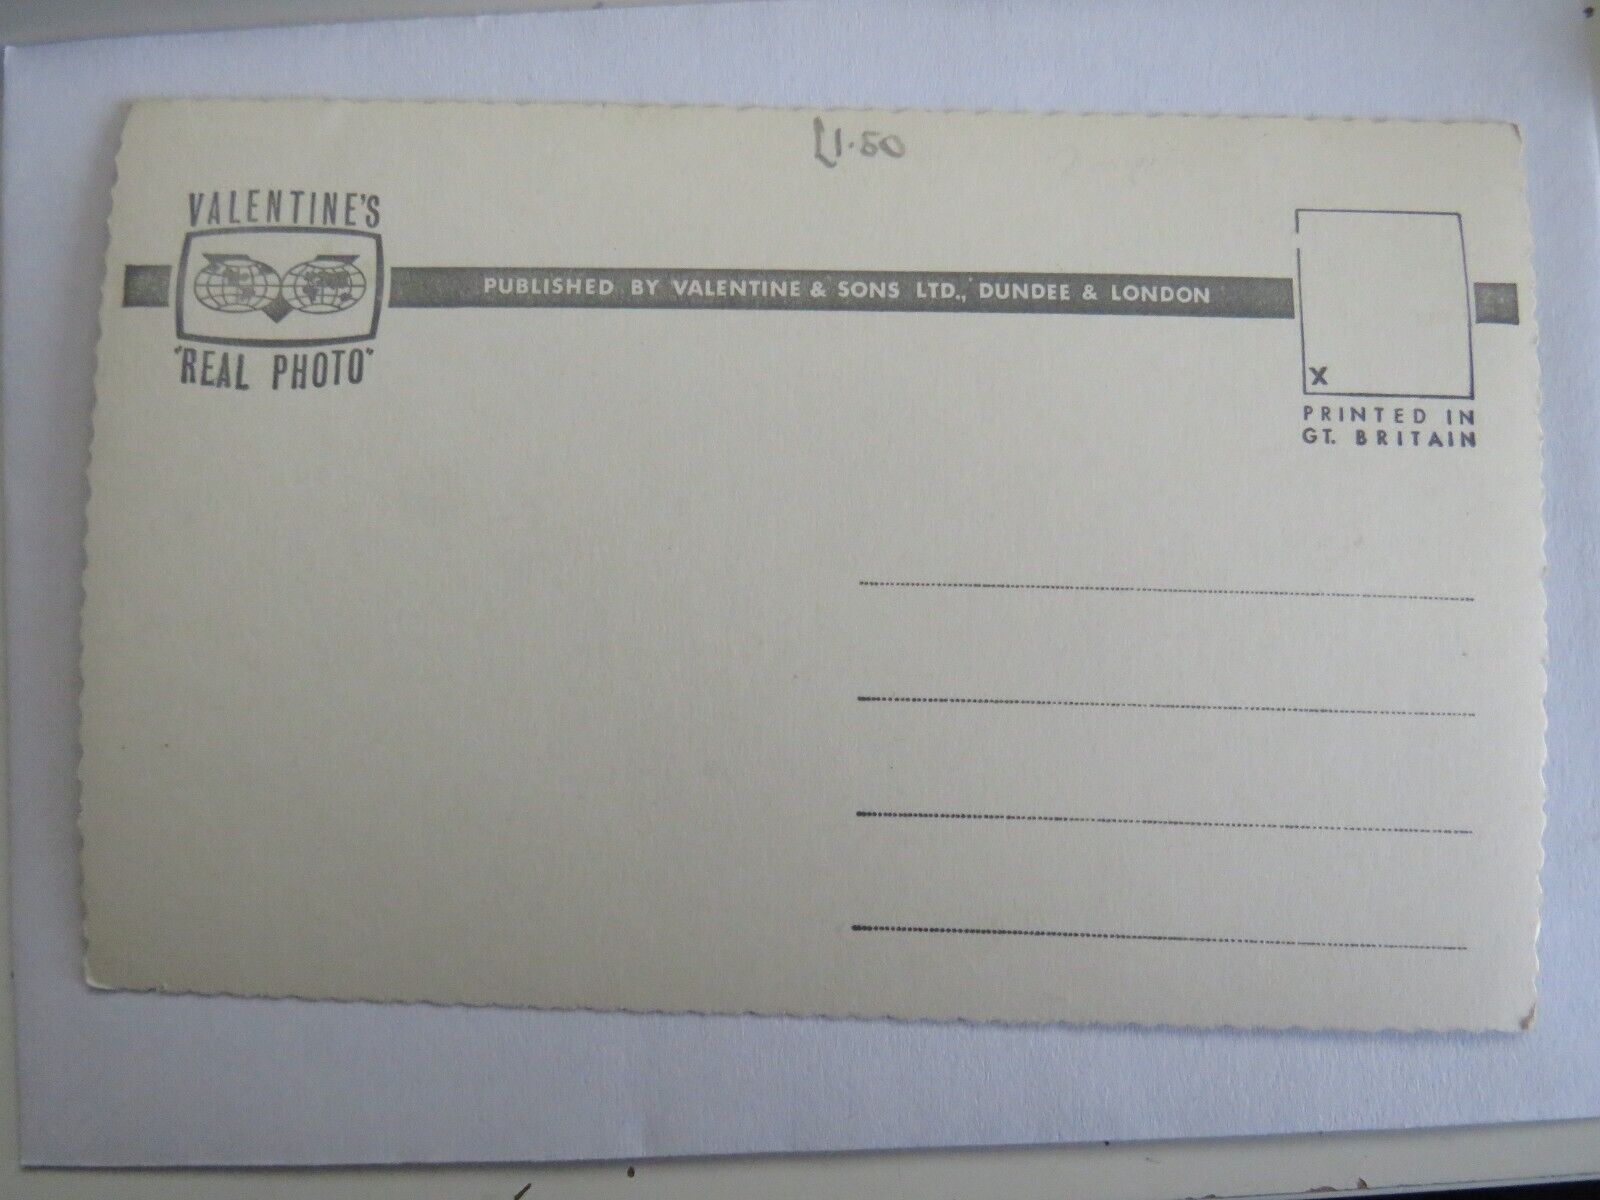 £1.50
VALENTINE'S
"REAL PHOTO"
PUBLISHED BY VALENTINE & SONS LTD., DUNDEE & LONDON
X
PRINTED IN
GT. BRITAIN